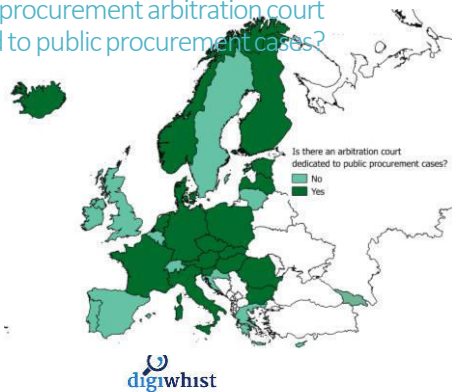 procurement arbitration court
to public procurement cases?
Is there an arbitration court
dedicated to public procurement cases?
No
Yes
digiwhist